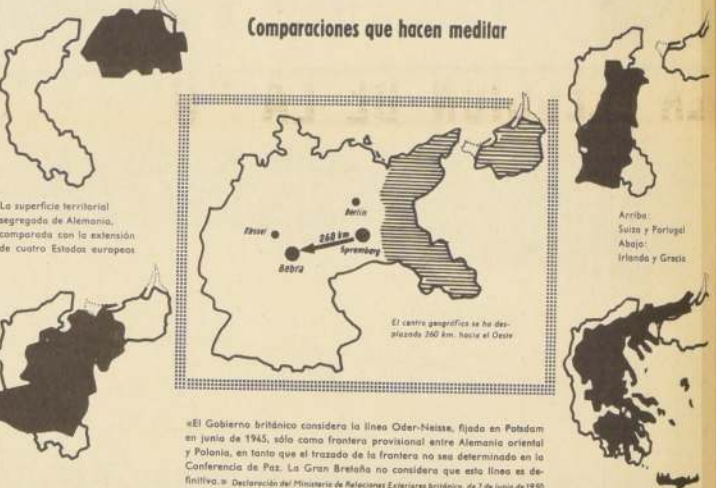 Comparaciones que hacen meditar
La superficie territorial
segregada de Alemania,
comparada con la extensión
de cuatro Estados europeos
Berlin
Kassel
260 km
Spremberg
Bebra
El centro geográfico se ha des-
plazado 260 km. hacia el Oeste
Arriba:
Suiza y Portugal
Abajo:
Irlanda y Grecia
«El Gobierno británico considera la línea Oder-Neisse, fijada en Potsdam
en junio de 1945, sólo como frontera provisional entre Alemania oriental
y Polonia, en tanto que el trazado de la frontera no sea determinado en la
Conferencia de Paz. La Gran Bretaña no considera que esta línea es de-
finitiva.» Declaración del Ministerio de Relaciones Exteriores británico, de 7 de junio de 1950